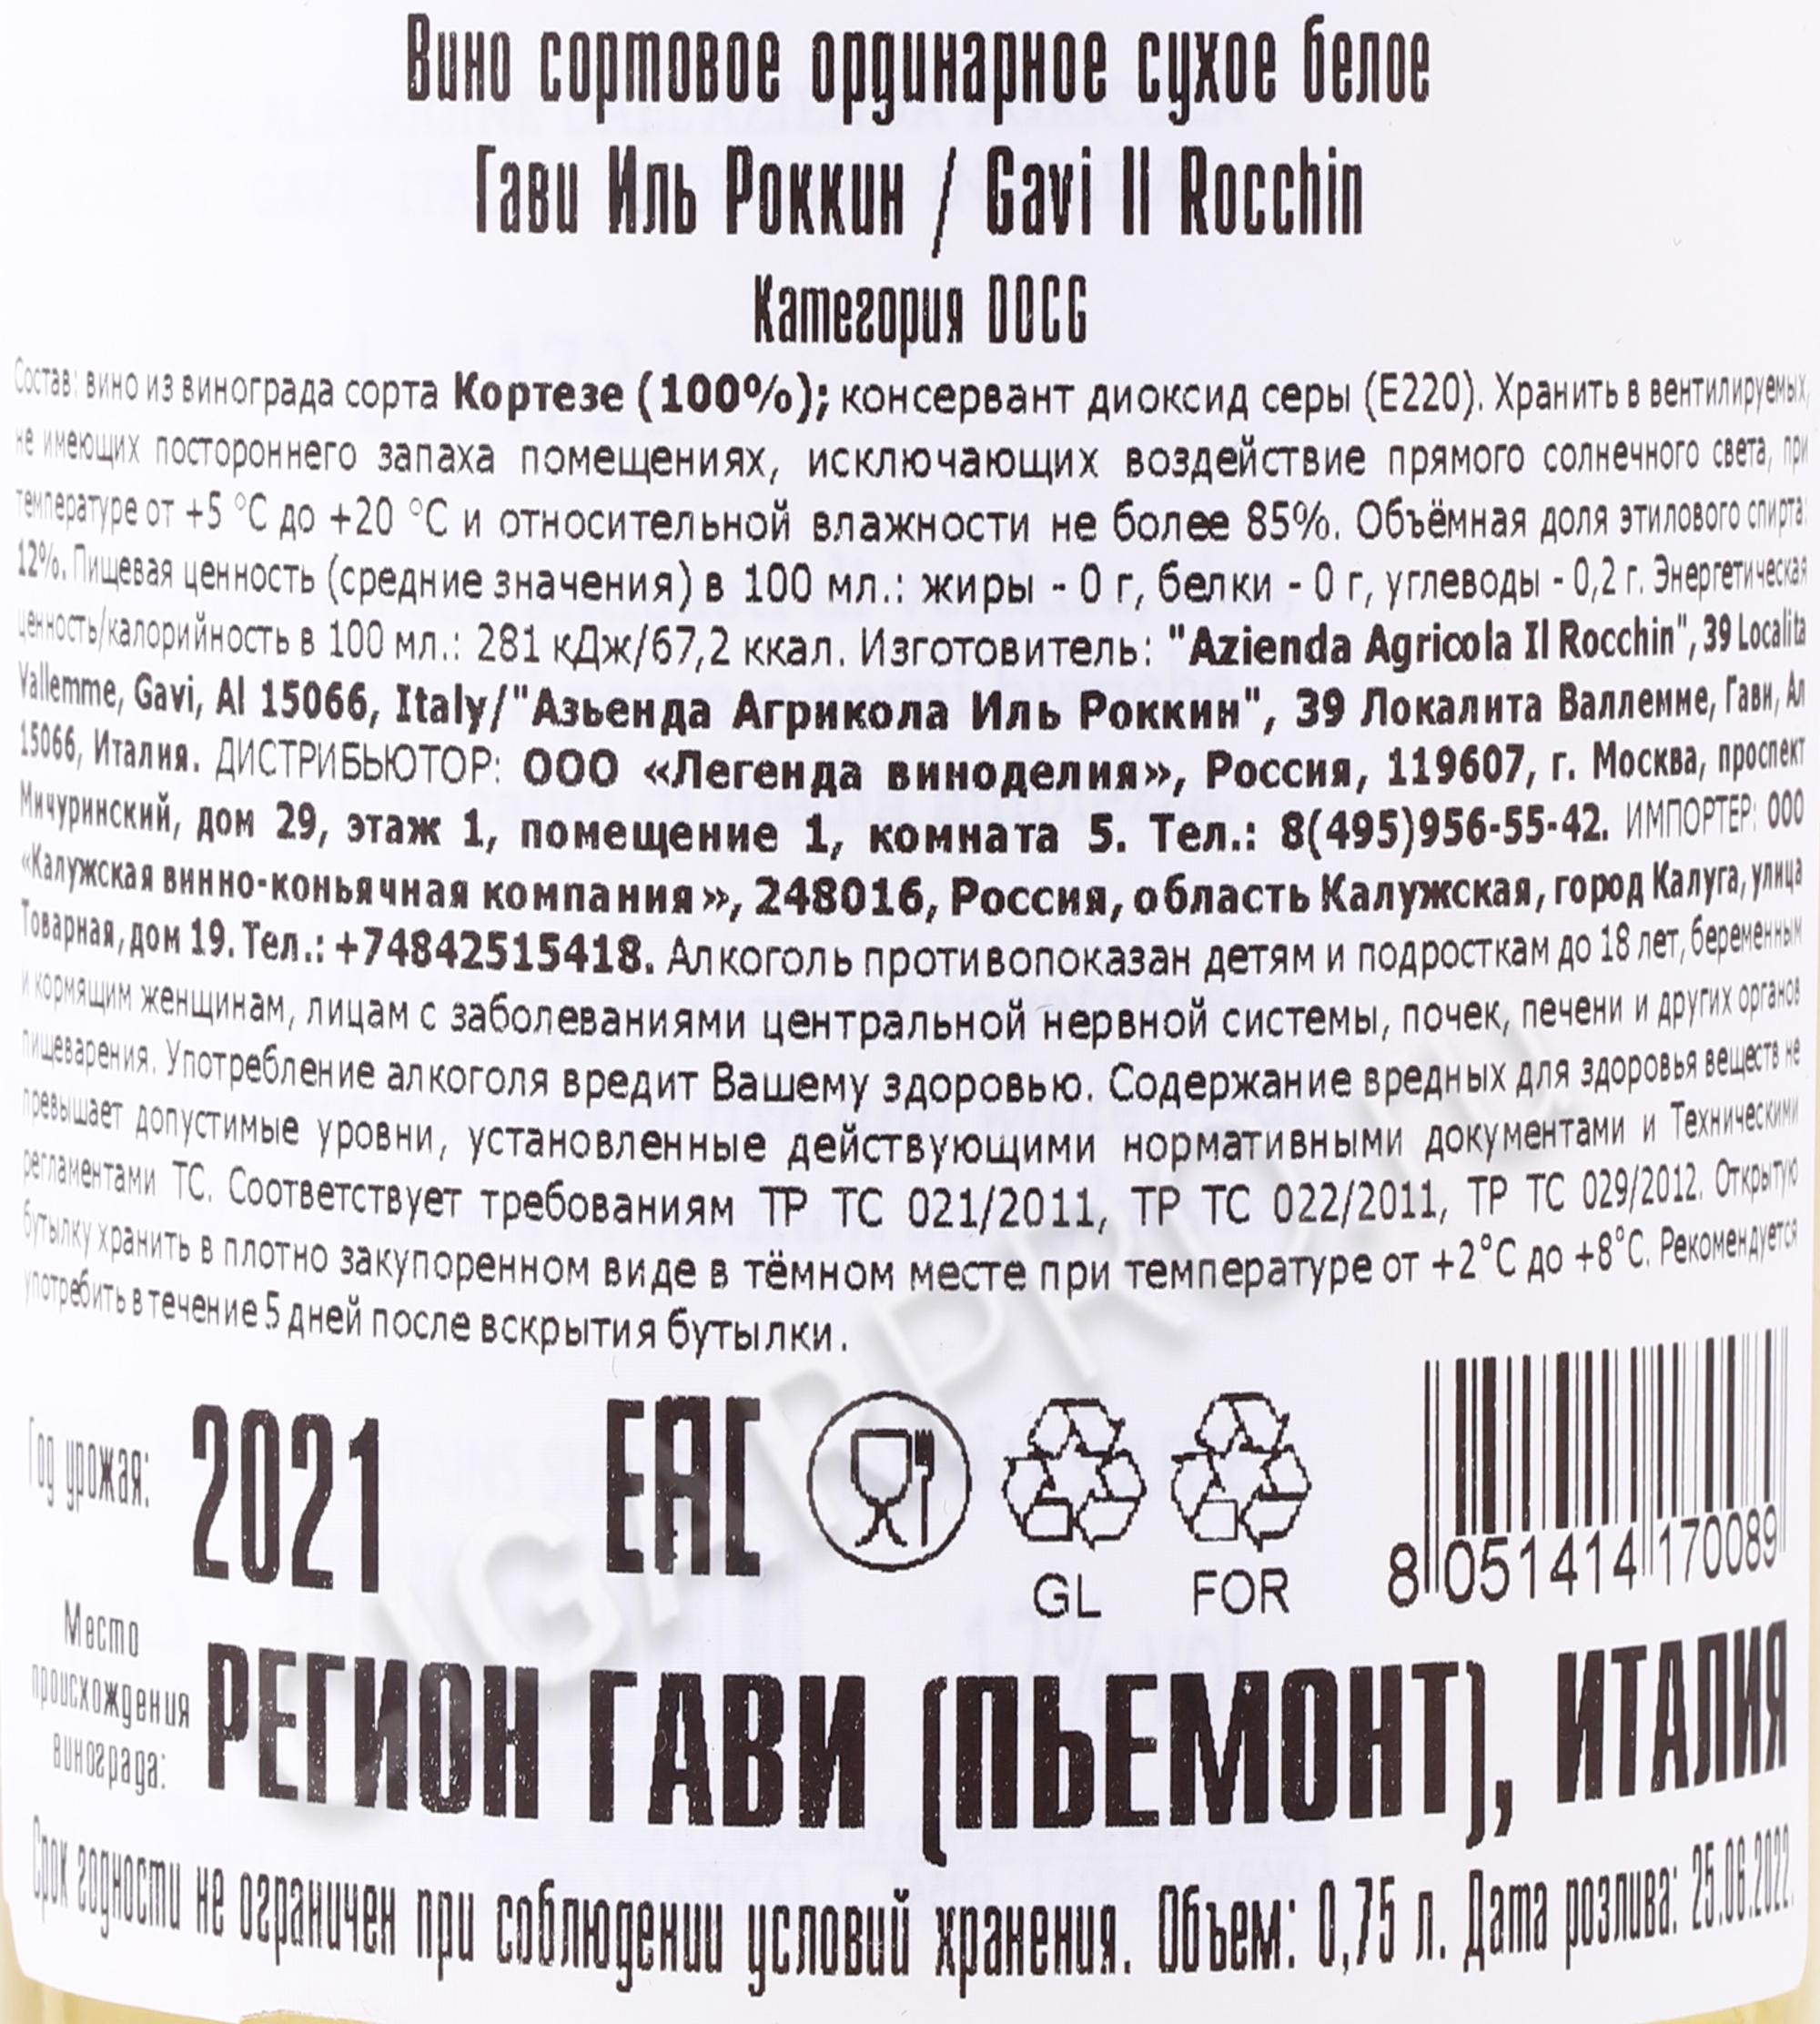 Вино сортовое ординарное сухое белое
Гави Иль Роккин / Gavi Il Rocchin
Категория DOCG
Состав: вино из винограда сорта Кортезе (100%); консервант диоксид серы (E220). Хранить в вентилируемых,
не имеющих постороннего запаха помещениях, исключающих воздействие прямого солнечного света, при
температуре от +5 °C до +20 °C и относительной влажности не более 85%. Объёмная доля этилового спирта:
12%. Пищевая ценность (средние значения) в 100 мл.: жиры - 0 г, белки - 0 г, углеводы - 0,2 г. Энергетическая
ценность/калорийность в 100 мл.: 281 кДж/67,2 ккал. Изготовитель: "Azienda Agricola Il Rocchin", 39 Localita
Vallemme, Gavi, Al 15066, Italy/"Азьенда Агрикола Иль Роккин", 39 Локалита Валлемме, Гави, Ал
15066, Италия. ДИСТРИБЬЮТОР: ООО «Легенда виноделия», Россия, 119607, г. Москва, проспект
Мичуринский, дом 29, этаж 1, помещение 1, комната 5. Тел.: 8(495)956-55-42. ИМПОРТЕР: ООО
«Калужская винно-коньячная компания», 248016, Россия, область Калужская, город Калуга, улица
Товарная, дом 19. Тел.: +74842515418. Алкоголь противопоказан детям и подросткам до 18 лет, беременным
и кормящим женщинам, лицам с заболеваниями центральной нервной системы, почек, печени и других органов
пищеварения. Употребление алкоголя вредит Вашему здоровью. Содержание вредных для здоровья веществ не
превышает допустимые уровни, установленные действующими нормативными документами и Техническими
регламентами ТС. Соответствует требованиям ТР ТС 021/2011, ТР ТС 022/2011, ТР ТС 029/2012. Открытую
бутылку хранить в плотно закупоренном виде в тёмном месте при температуре от +2°C до +8°C. Рекомендуется
употребить в течение 5 дней после вскрытия бутылки.
Год урожая: 2021
EAC
GL
FOR
8 051414 170089
Место
происхождения
винограда:
РЕГИОН ГАВИ (ПЬЕМОНТ), ИТАЛИЯ
Срок годности не ограничен при соблюдении условий хранения. Объем: 0,75 л. Дата розлива: 25.06.2022.
CIGARPRO.ru